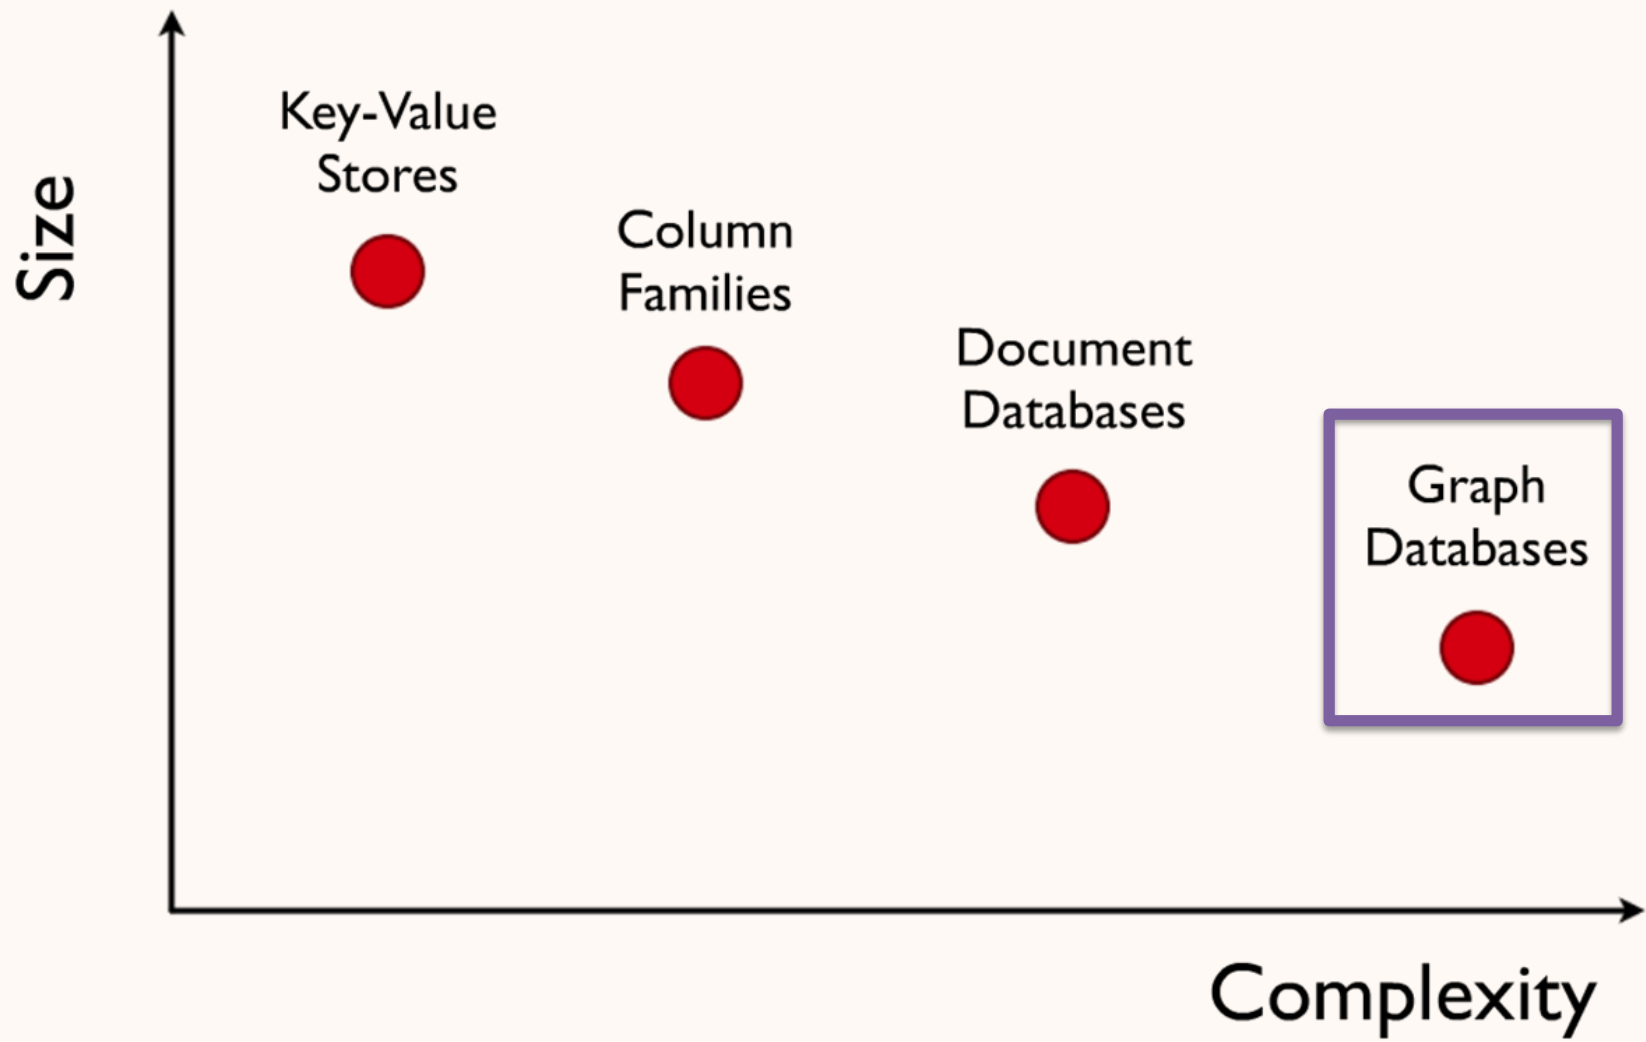 Size
Key-Value
Stores
Column
Families
Document
Databases
Graph
Databases
Complexity